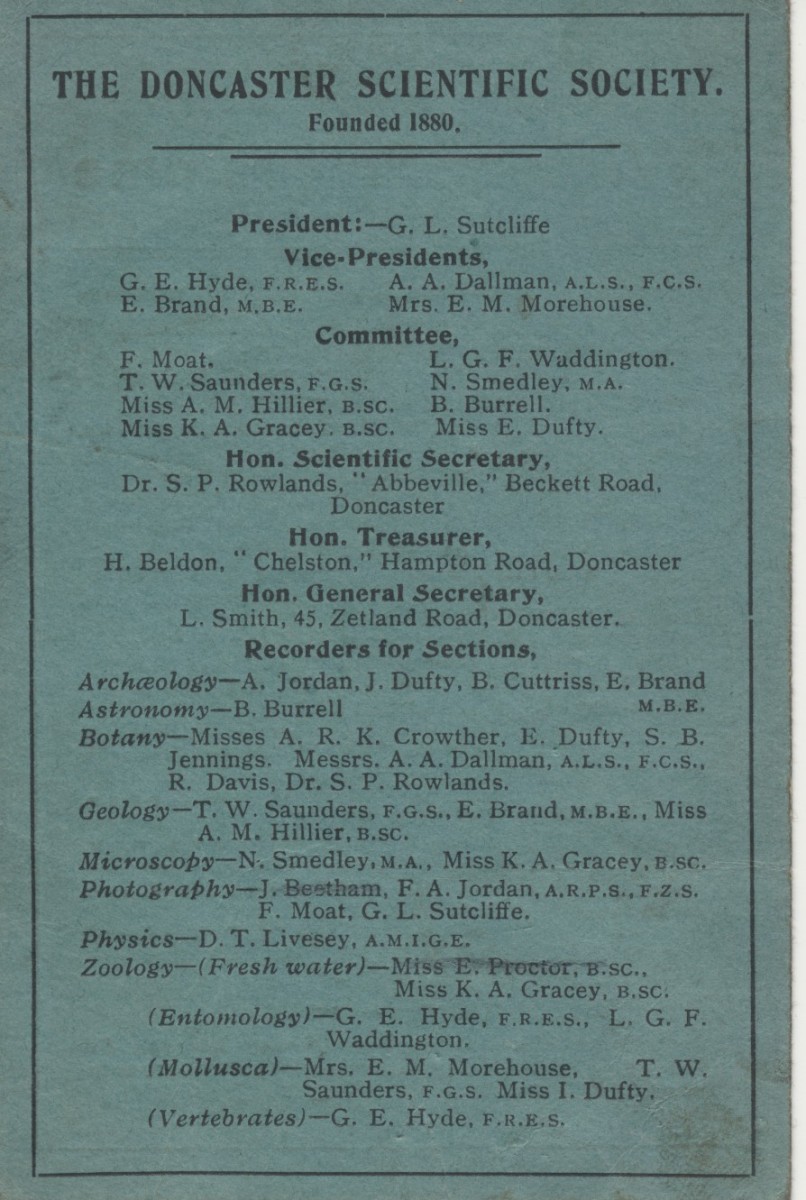 THE DONCASTER SCIENTIFIC SOCIETY.
Founded 1880.
President:—G. L. Sutcliffe
Vice-Presidents,
G. E. Hyde, F.R.E.S. A. A. Dallman, A.L.S., F.C.S.
E. Brand, M.B.E. Mrs. E. M. Morehouse.
Committee,
F. Moat. L. G. F. Waddington.
T. W. Saunders, F.G.S. N. Smedley, M.A.
Miss A. M. Hillier, B.SC. B. Burrell.
Miss K. A. Gracey. B.SC. Miss E. Dufty.
Hon. Scientific Secretary,
Dr. S. P. Rowlands, "Abbeville," Beckett Road,
Doncaster
Hon. Treasurer,
H. Beldon, "Chelston," Hampton Road, Doncaster
Hon. General Secretary,
L. Smith, 45, Zetland Road, Doncaster.
Recorders for Sections,
Archæology—A. Jordan, J. Dufty, B. Cuttriss, E. Brand
Astronomy—B. Burrell M.B.E.
Botany—Misses A. R. K. Crowther, E. Dufty, S. B.
Jennings. Messrs. A. A. Dallman, A.L.S., F.C.S.,
R. Davis, Dr. S. P. Rowlands.
Geology—T. W. Saunders, F.G.S., E. Brand, M.B.E., Miss
A. M. Hillier, B.SC.
Microscopy—N. Smedley, M.A., Miss K. A. Gracey, B.SC.
Photography—J. Beetham, F. A. Jordan, A.R.P.S., F.Z.S.
F. Moat, G. L. Sutcliffe.
Physics—D. T. Livesey, A.M.I.G.E.
Zoology—(Fresh water)—Miss E. Proctor, B.SC.,
Miss K. A. Gracey, B.SC.
(Entomology)—G. E. Hyde, F.R.E.S., L. G. F.
Waddington.
(Mollusca)—Mrs. E. M. Morehouse, T. W.
Saunders, F.G.S. Miss I. Dufty.
(Vertebrates)—G. E. Hyde, F.R.E.S.